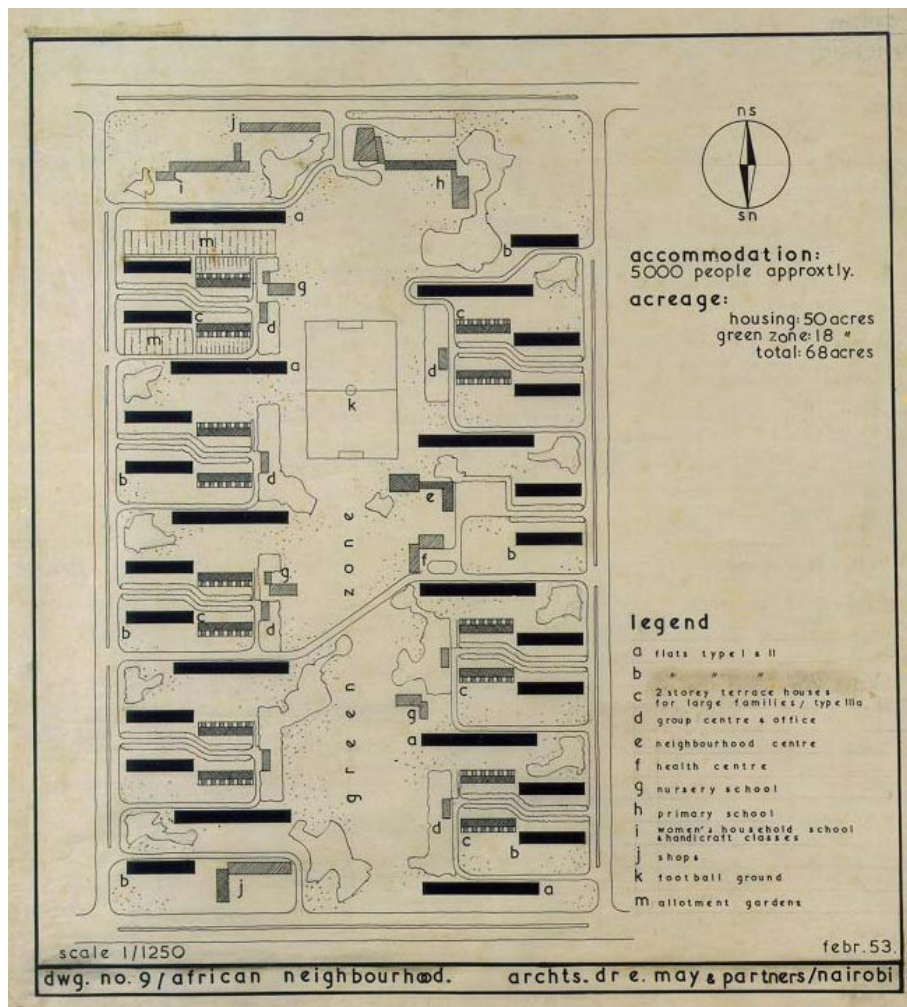 j
i
h
a
b
m
g
c
d
c
m
d
a
k
b
d
e
f
b
g
c
d
b
c
g
a
d
c
b
b
j
a
green zone
ns
sn
accommodation:
5000 people approxtly.
acreage:
housing: 50 acres
green zone: 18 "
total: 68 acres
legend
a flats type I & II
b " " "
c 2 storey terrace houses
for large families / type IIIa
d group centre & office
e neighbourhood centre
f health centre
g nursery school
h primary school
i women's household school
& handicraft classes
j shops
k football ground
m allotment gardens
scale 1/1250
febr. 53.
dwg. no. 9 / african neighbourhood. archts. dr e. may & partners/nairobi